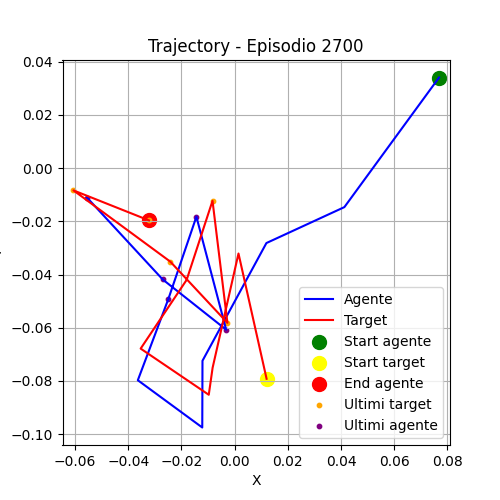 Trajectory - Episodio 2700
0.04
0.02
0.00
−0.02
−0.04
−0.06
−0.08
−0.10
−0.06
−0.04
−0.02
0.00
0.02
0.04
0.06
0.08
X
Agente
Target
Start agente
Start target
End agente
Ultimi target
Ultimi agente